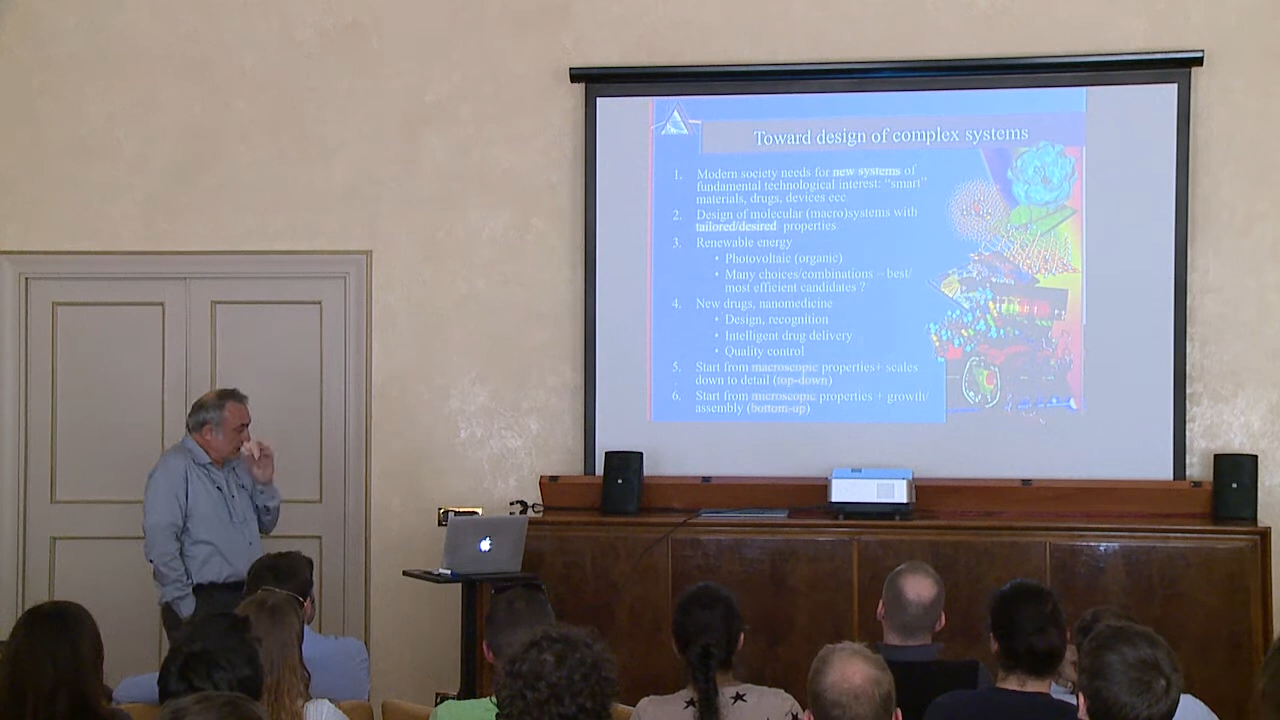 Toward design of complex systems
1. Modern society needs for new systems of
fundamental technological interest: “smart”
materials, drugs, devices ecc
2. Design of molecular (macro)systems with
tailored/desired properties
3. Renewable energy
• Photovoltaic (organic)
• Many choices/combinations – best/
most efficient candidates ?
4. New drugs, nanomedicine
• Design, recognition
• Intelligent drug delivery
• Quality control
5. Start from macroscopic properties+ scales
down to detail (top-down)
6. Start from microscopic properties + growth/
assembly (bottom-up)